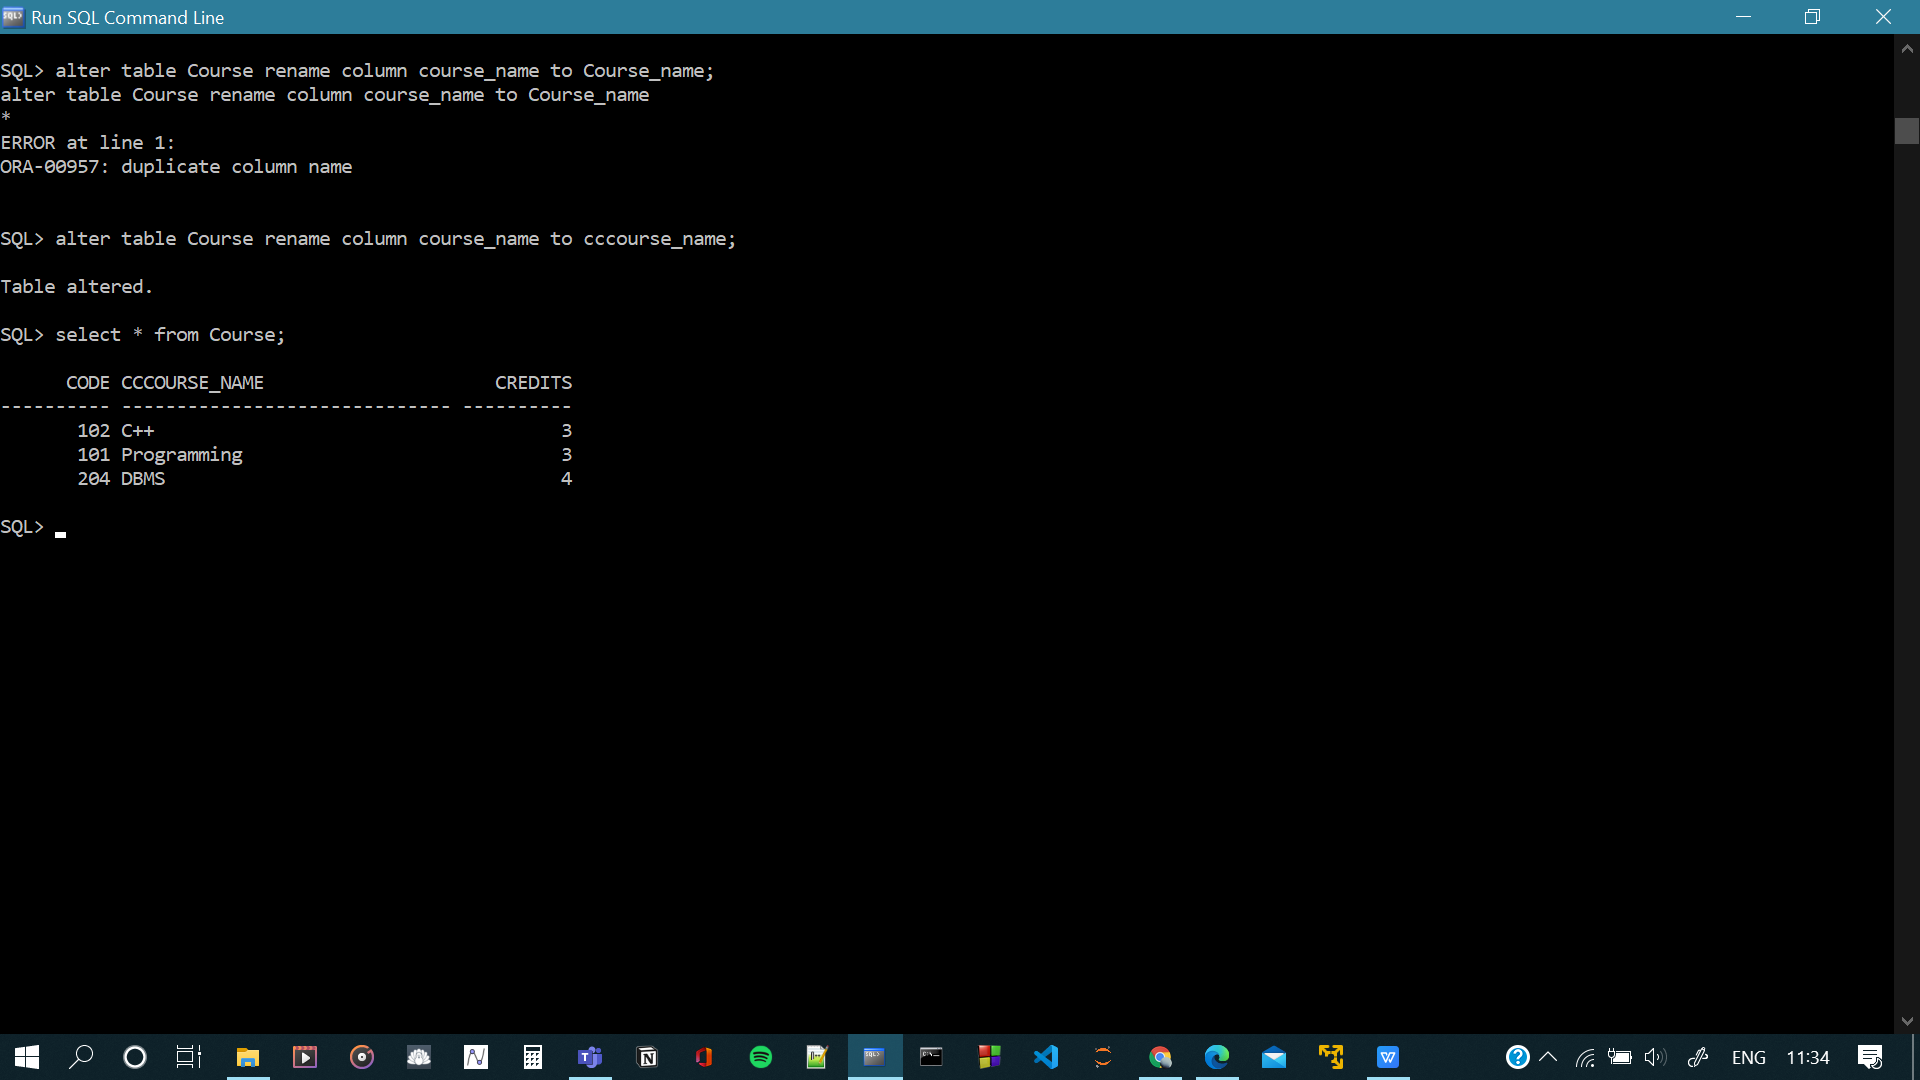 Run SQL Command Line
SQL> alter table Course rename column course_name to Course_name;
alter table Course rename column course_name to Course_name
*
ERROR at line 1:
ORA-00957: duplicate column name
SQL> alter table Course rename column course_name to cccourse_name;
Table altered.
SQL> select * from Course;
CODE CCCOURSE_NAME                     CREDITS
---------- ------------------------------ ----------
102 C++                                     3
101 Programming                             3
204 DBMS                                    4
SQL>
ENG 11:34